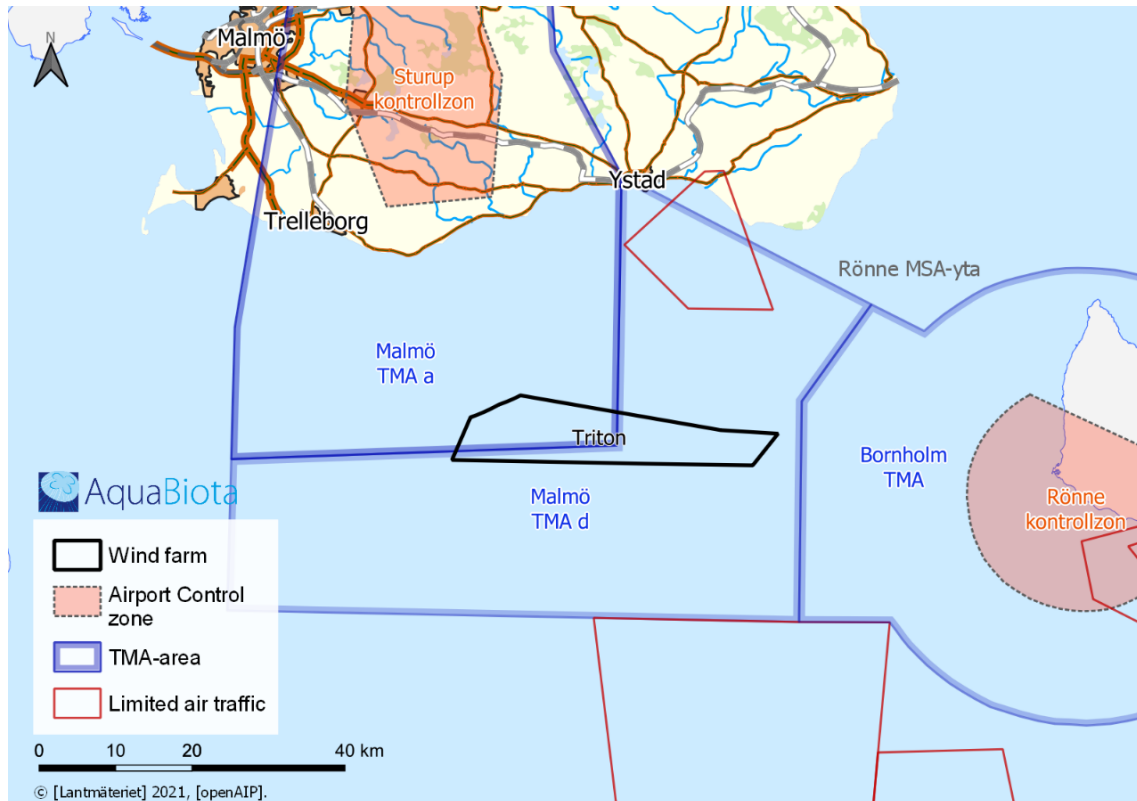 N
Malmö
Sturup
kontrollzon
Ystad
Trelleborg
Rönne MSA-yta
Malmö
TMA a
Triton
Bornholm
TMA
Malmö
TMA d
Rönne
kontrollzon
AquaBiota
Wind farm
Airport Control
zone
TMA-area
Limited air traffic
0 10 20 40 km
© [Lantmäteriet] 2021, [openAIP].